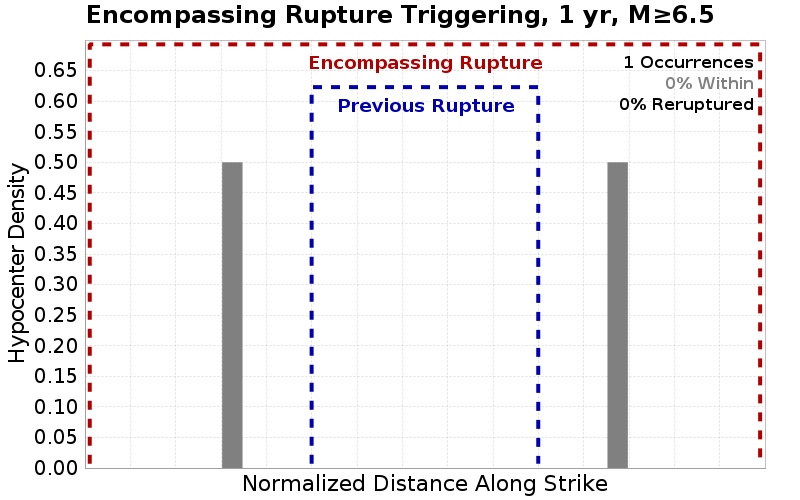 Encompassing Rupture Triggering, 1 yr, M≥6.5
Encompassing Rupture
Previous Rupture
1 Occurrences
0% Within
0% Reruptured
Hypocenter Density
0.65
0.60
0.55
0.50
0.45
0.40
0.35
0.30
0.25
0.20
0.15
0.10
0.05
0.00
Normalized Distance Along Strike